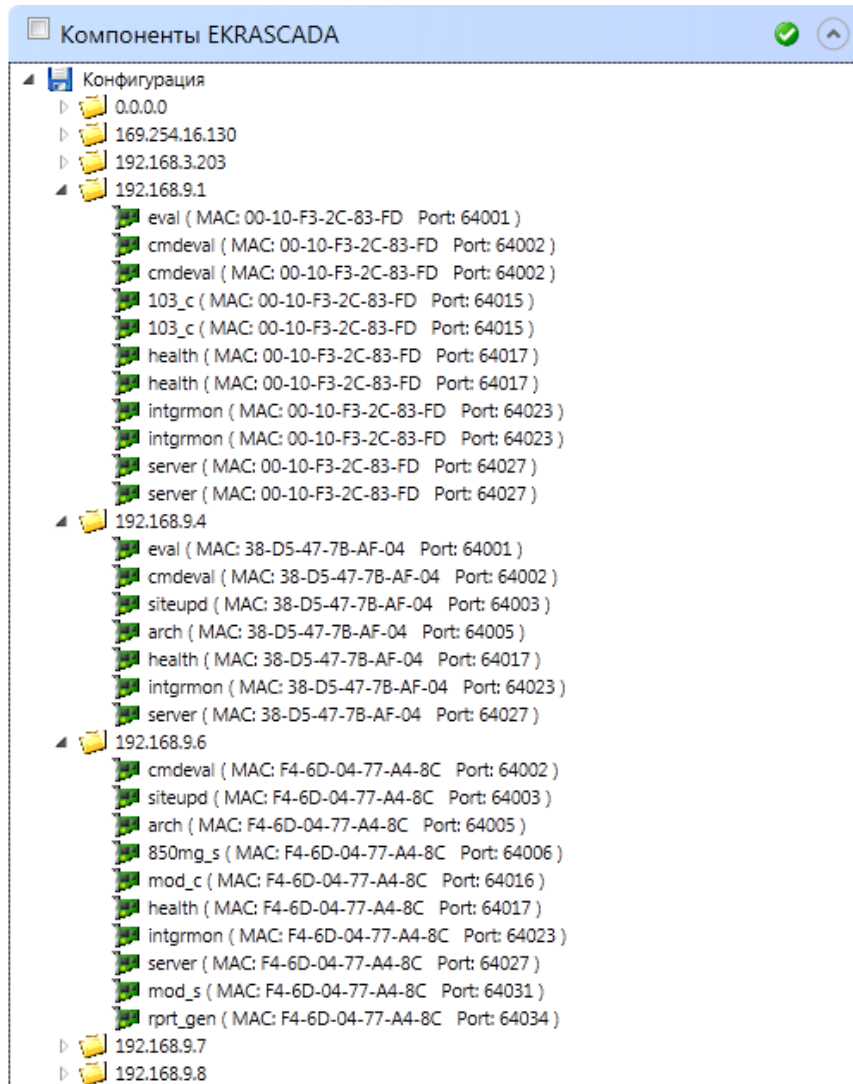 Компоненты EKRASCADA
Конфигурация
0.0.0.0
169.254.16.130
192.168.3.203
192.168.9.1
eval ( MAC: 00-10-F3-2C-83-FD Port: 64001 )
cmdeval ( MAC: 00-10-F3-2C-83-FD Port: 64002 )
cmdeval ( MAC: 00-10-F3-2C-83-FD Port: 64002 )
103_c ( MAC: 00-10-F3-2C-83-FD Port: 64015 )
103_c ( MAC: 00-10-F3-2C-83-FD Port: 64015 )
health ( MAC: 00-10-F3-2C-83-FD Port: 64017 )
health ( MAC: 00-10-F3-2C-83-FD Port: 64017 )
intgrmon ( MAC: 00-10-F3-2C-83-FD Port: 64023 )
intgrmon ( MAC: 00-10-F3-2C-83-FD Port: 64023 )
server ( MAC: 00-10-F3-2C-83-FD Port: 64027 )
server ( MAC: 00-10-F3-2C-83-FD Port: 64027 )
192.168.9.4
eval ( MAC: 38-D5-47-7B-AF-04 Port: 64001 )
cmdeval ( MAC: 38-D5-47-7B-AF-04 Port: 64002 )
siteupd ( MAC: 38-D5-47-7B-AF-04 Port: 64003 )
arch ( MAC: 38-D5-47-7B-AF-04 Port: 64005 )
health ( MAC: 38-D5-47-7B-AF-04 Port: 64017 )
intgrmon ( MAC: 38-D5-47-7B-AF-04 Port: 64023 )
server ( MAC: 38-D5-47-7B-AF-04 Port: 64027 )
192.168.9.6
cmdeval ( MAC: F4-6D-04-77-A4-8C Port: 64002 )
siteupd ( MAC: F4-6D-04-77-A4-8C Port: 64003 )
arch ( MAC: F4-6D-04-77-A4-8C Port: 64005 )
850mg_s ( MAC: F4-6D-04-77-A4-8C Port: 64006 )
mod_c ( MAC: F4-6D-04-77-A4-8C Port: 64016 )
health ( MAC: F4-6D-04-77-A4-8C Port: 64017 )
intgrmon ( MAC: F4-6D-04-77-A4-8C Port: 64023 )
server ( MAC: F4-6D-04-77-A4-8C Port: 64027 )
mod_s ( MAC: F4-6D-04-77-A4-8C Port: 64031 )
rprt_gen ( MAC: F4-6D-04-77-A4-8C Port: 64034 )
192.168.9.7
192.168.9.8